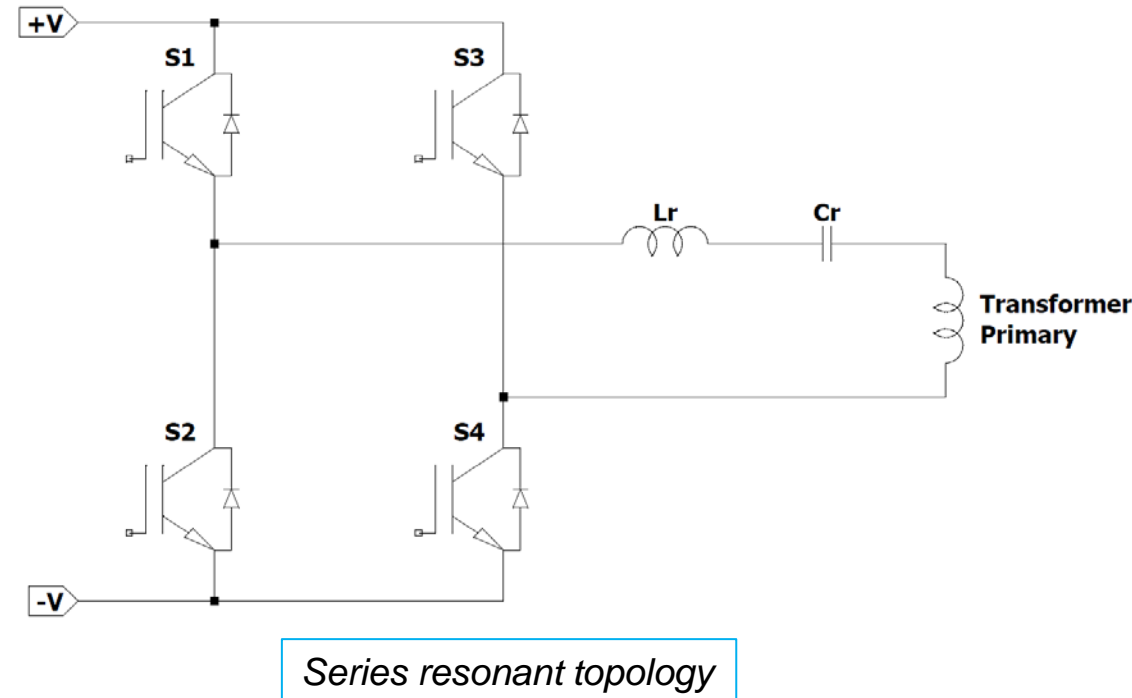 +V
S1
S3
Lr
Cr
Transformer
Primary
S2
S4
-V
Series resonant topology